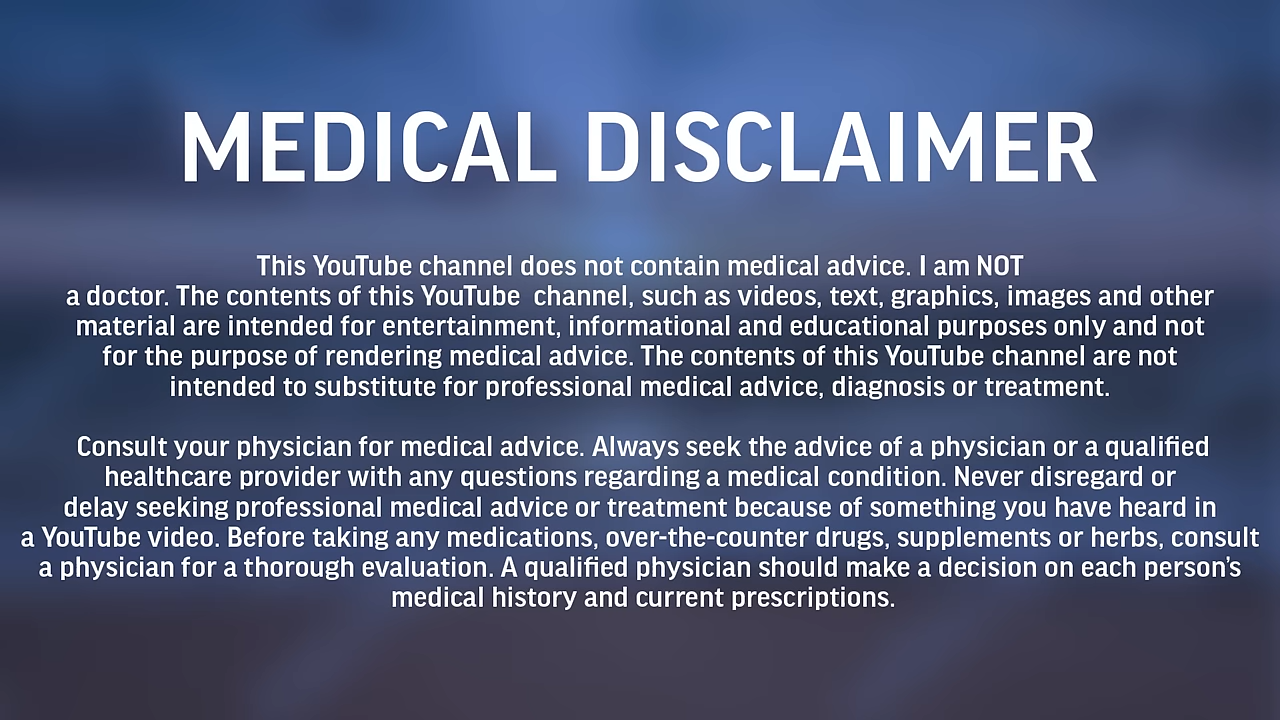 MEDICAL DISCLAIMER
This YouTube channel does not contain medical advice. I am NOT
a doctor. The contents of this YouTube  channel, such as videos, text, graphics, images and other
material are intended for entertainment, informational and educational purposes only and not
for the purpose of rendering medical advice. The contents of this YouTube channel are not
intended to substitute for professional medical advice, diagnosis or treatment.
Consult your physician for medical advice. Always seek the advice of a physician or a qualified
healthcare provider with any questions regarding a medical condition. Never disregard or
delay seeking professional medical advice or treatment because of something you have heard in
a YouTube video. Before taking any medications, over-the-counter drugs, supplements or herbs, consult
a physician for a thorough evaluation. A qualified physician should make a decision on each person’s
medical history and current prescriptions.